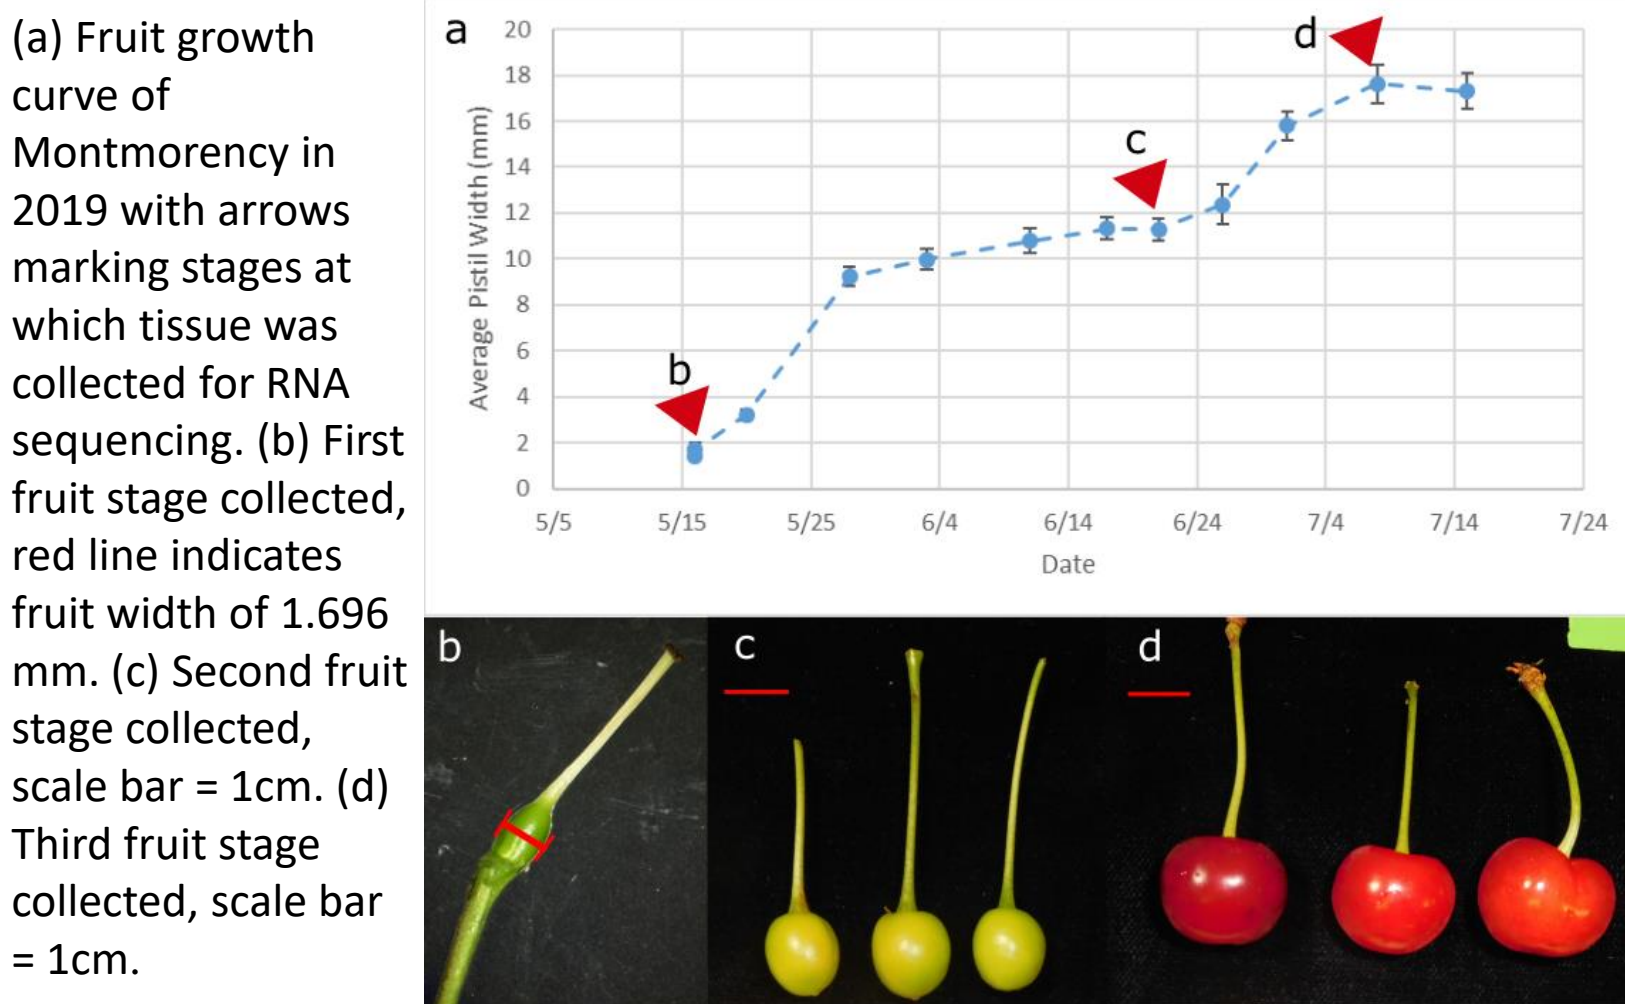 (a) Fruit growth
curve of
Montmorency in
2019 with arrows
marking stages at
which tissue was
collected for RNA
sequencing. (b) First
fruit stage collected,
red line indicates
fruit width of 1.696
mm. (c) Second fruit
stage collected,
scale bar = 1cm. (d)
Third fruit stage
collected, scale bar
= 1cm.
a
Average Pistil Width (mm)
20
18
16
14
12
10
8
6
4
2
0
b
c
d
5/5 5/15 5/25 6/4 6/14 6/24 7/4 7/14 7/24
Date
b
c
d